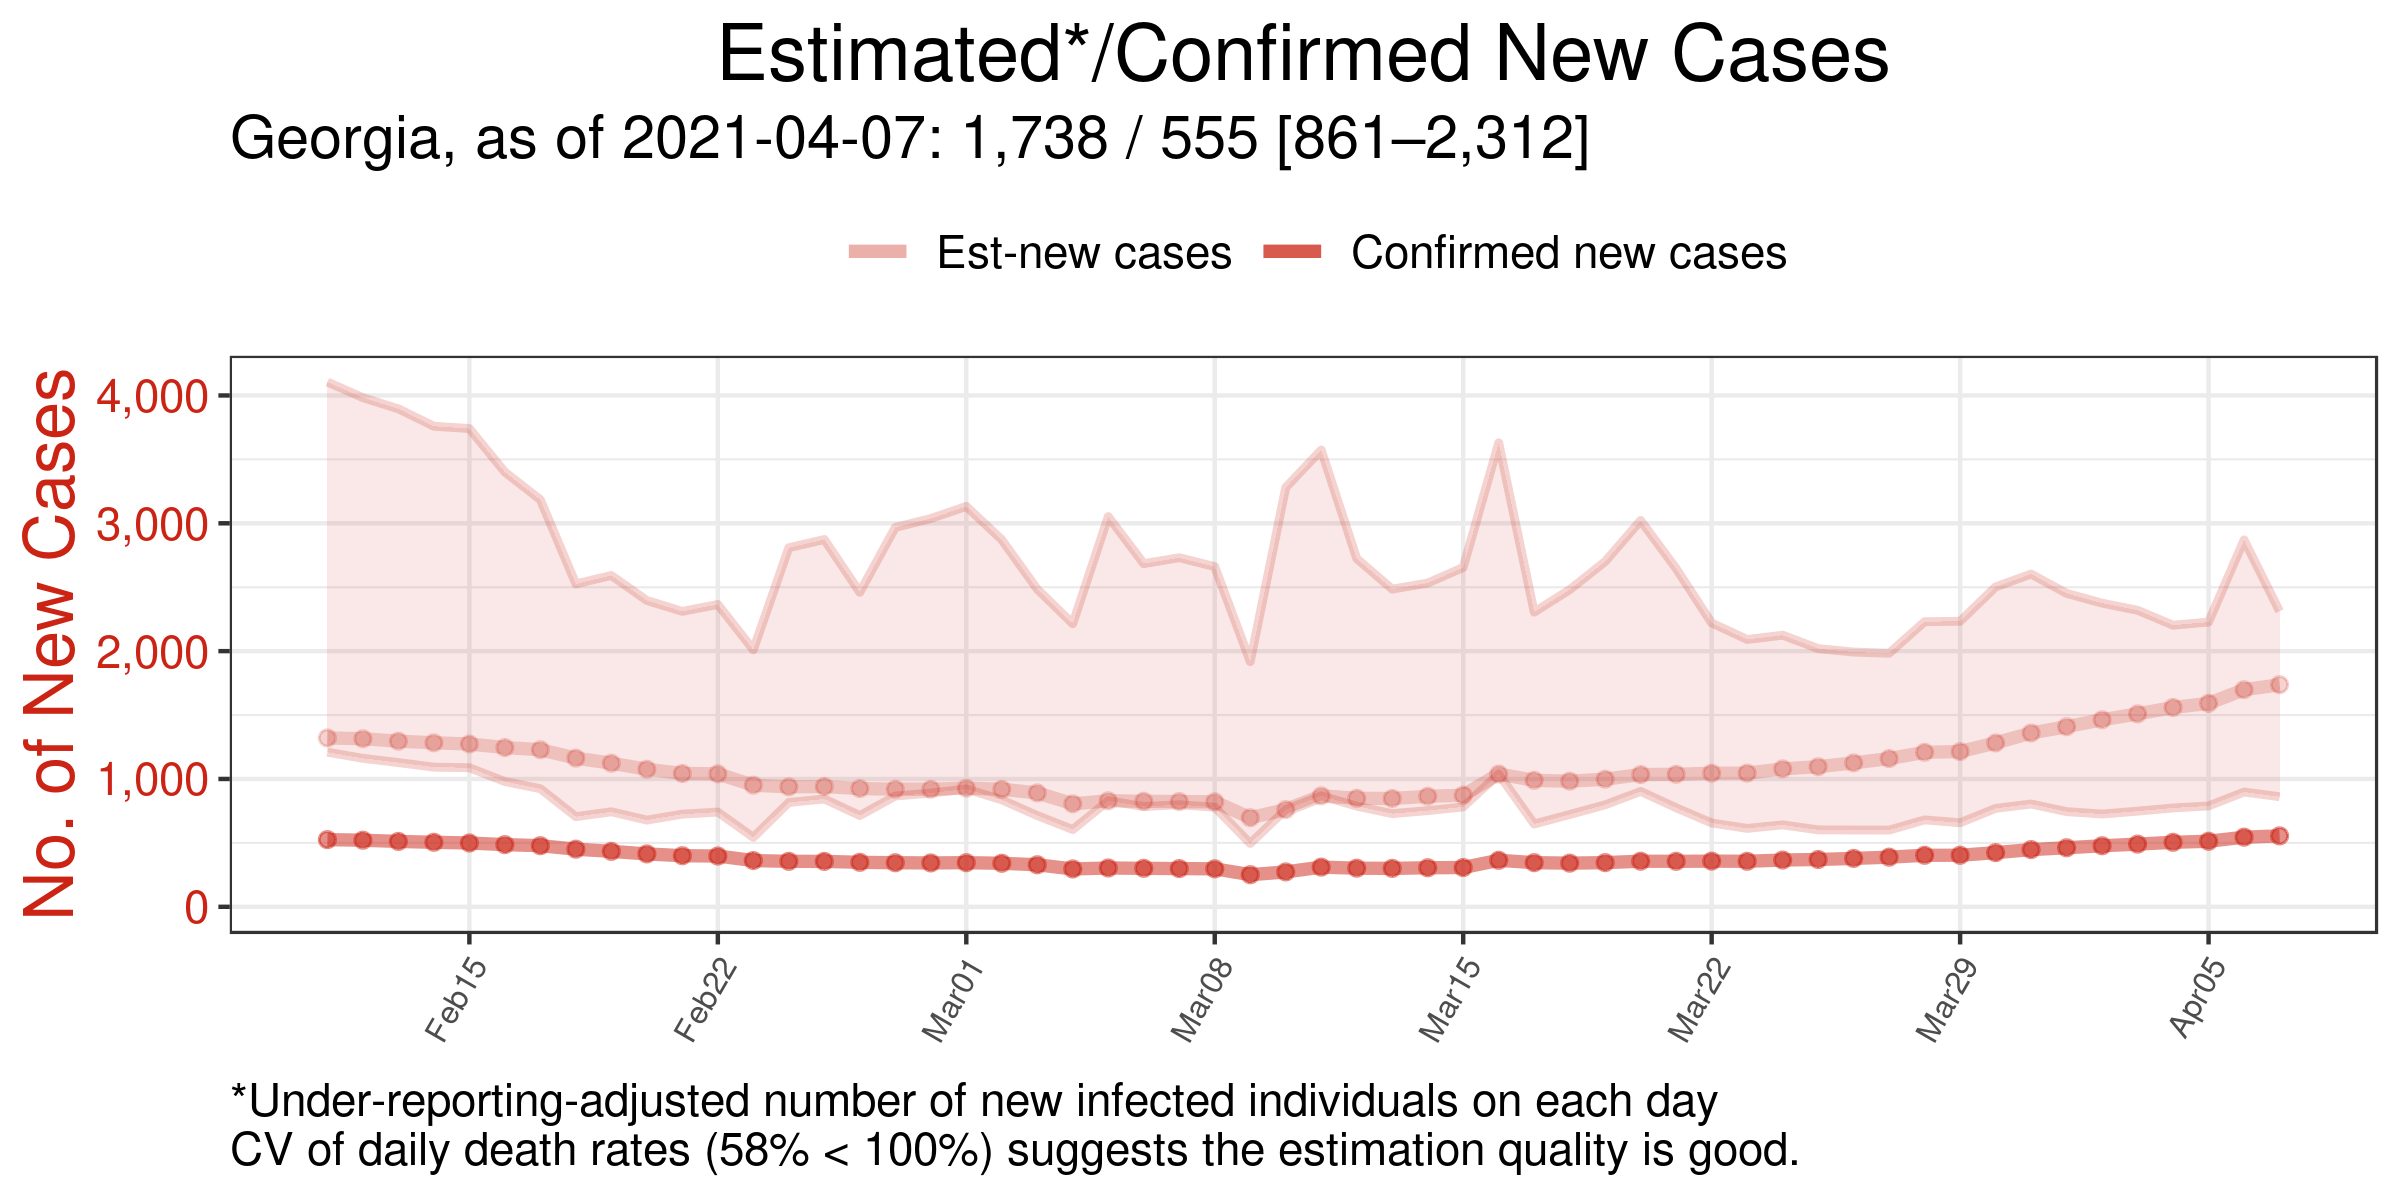 Estimated*/Confirmed New Cases
Georgia, as of 2021-04-07: 1,738 / 555 [861–2,312]
Est-new cases Confirmed new cases
No. of New Cases
4,000
3,000
2,000
1,000
0
Feb15 Feb22 Mar01 Mar08 Mar15 Mar22 Mar29 Apr05
*Under-reporting-adjusted number of new infected individuals on each day
CV of daily death rates (58% < 100%) suggests the estimation quality is good.